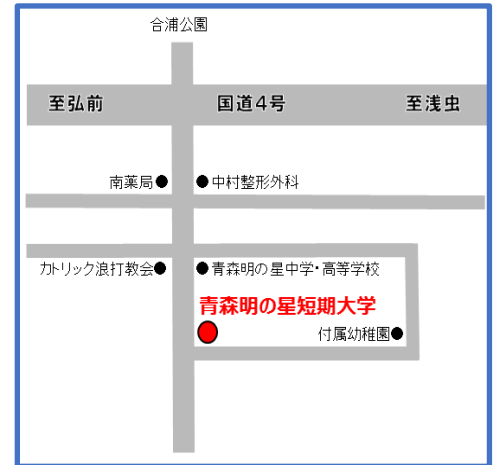 合浦公園
至弘前
国道4号
至浅虫
南薬局
中村整形外科
カトリック浪打教会
青森明の星中学・高等学校
青森明の星短期大学
付属幼稚園